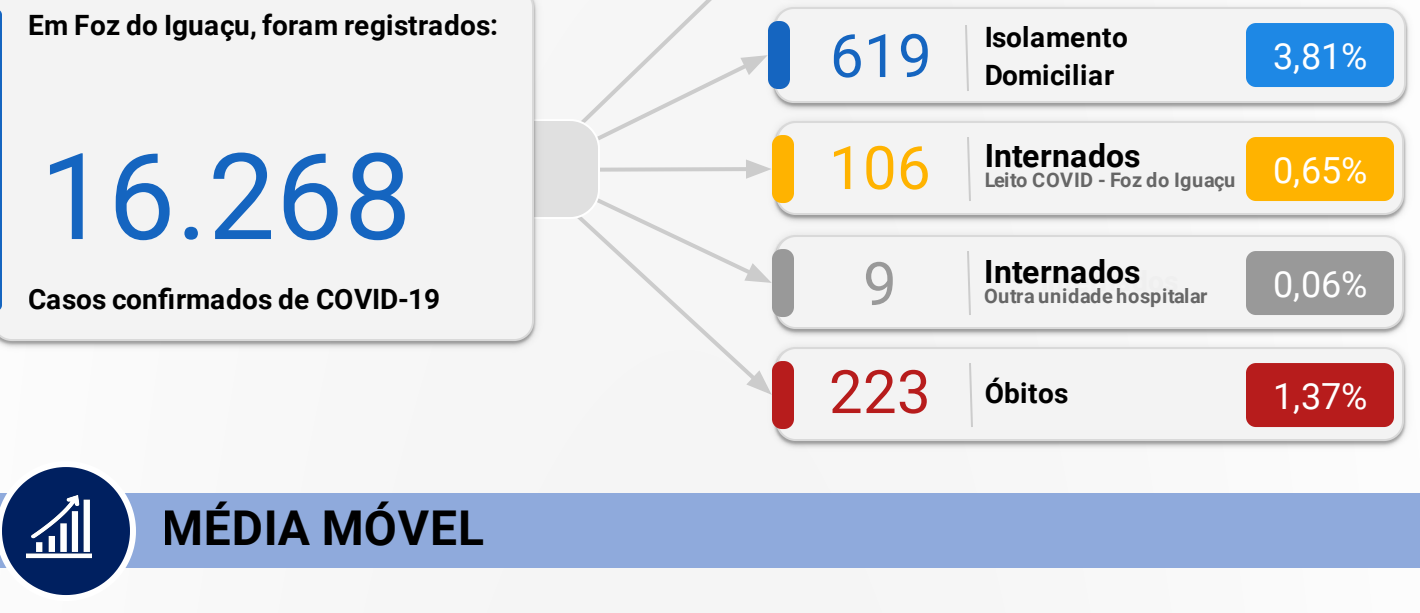 Em Foz do Iguaçu, foram registrados:
16.268
Casos confirmados de COVID-19
619
Isolamento
Domiciliar
3,81%
106
Internados
Leito COVID - Foz do Iguaçu
0,65%
9
Internados
Outra unidade hospitalar
0,06%
223
Óbitos
1,37%
MÉDIA MÓVEL